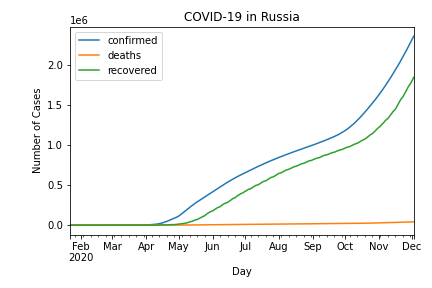 COVID-19 in Russia
1e6
confirmed
deaths
recovered
2.0
1.5
1.0
0.5
0.0
Number of Cases
Feb Mar Apr May Jun Jul Aug Sep Oct Nov Dec
2020
Day